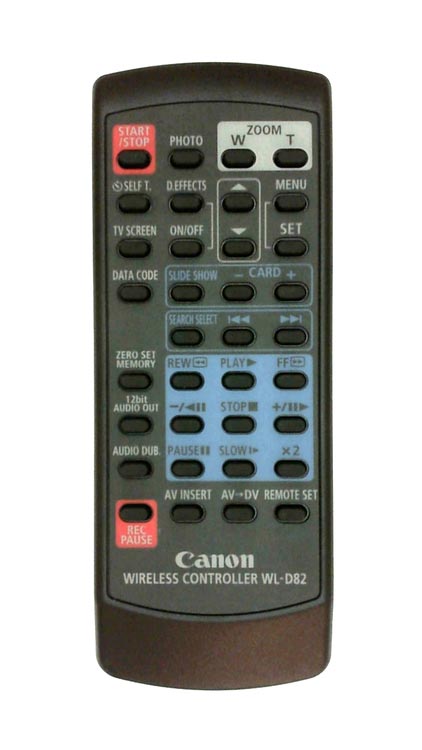 START
/STOP
PHOTO
ZOOM
W T
SELF T. D.EFFECTS MENU
TV SCREEN ON/OFF SET
DATA CODE SLIDE SHOW − CARD +
SEARCH SELECT
ZERO SET
MEMORY
REW PLAY FF
12bit
AUDIO OUT
−/ STOP +/
AUDIO DUB. PAUSE SLOW ×2
AV INSERT AV→DV REMOTE SET
REC
PAUSE
Canon
WIRELESS CONTROLLER WL-D82